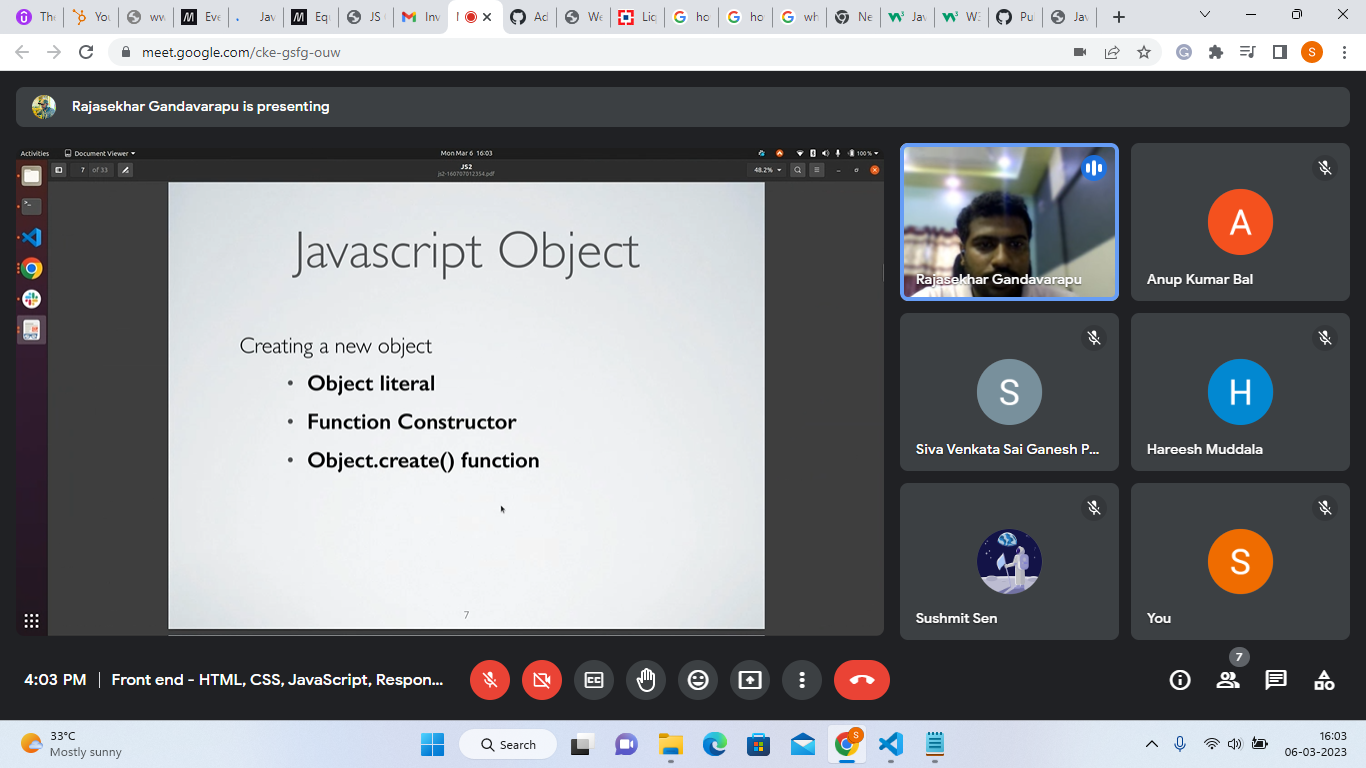 The
You
ww
Eve
Jav
Equ
JS (
Inv
Ad
We
Liq
ho
ho
wh
Ne
Jav
W3
Pu
Jav
meet.google.com/cke-gsfg-ouw
S
Rajasekhar Gandavarapu is presenting
Activities
Document Viewer
Mon Mar 6 16:03
100 %
7 of 33
JS2
js2-160707012354.pdf
48.2%
Javascript Object
Creating a new object
• Object literal
• Function Constructor
• Object.create() function
7
Rajasekhar Gandavarapu
A
Anup Kumar Bal
S
Siva Venkata Sai Ganesh P...
H
Hareesh Muddala
Sushmit Sen
S
You
4:03 PM | Front end - HTML, CSS, JavaScript, Respon...
7
33°C
Mostly sunny
Search
S
16:03
06-03-2023